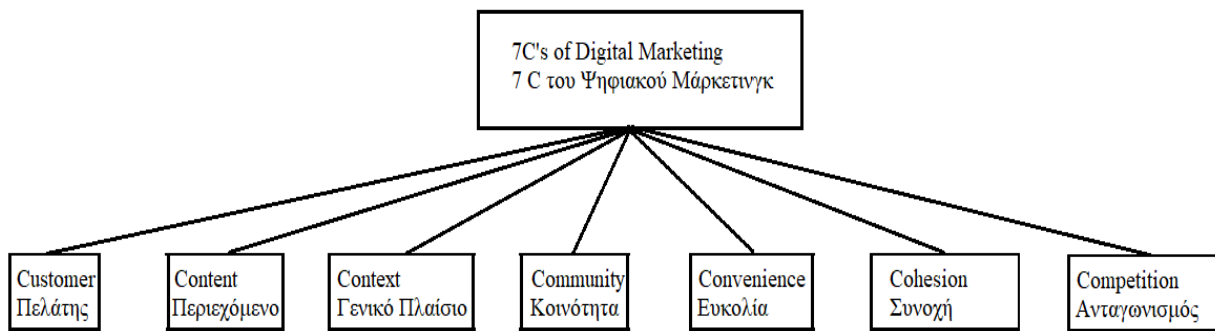 7C's of Digital Marketing
7 C του Ψηφιακού Μάρκετινγκ
Customer
Πελάτης
Content
Περιεχόμενο
Context
Γενικό Πλαίσιο
Community
Κοινότητα
Convenience
Ευκολία
Cohesion
Συνοχή
Competition
Ανταγωνισμός